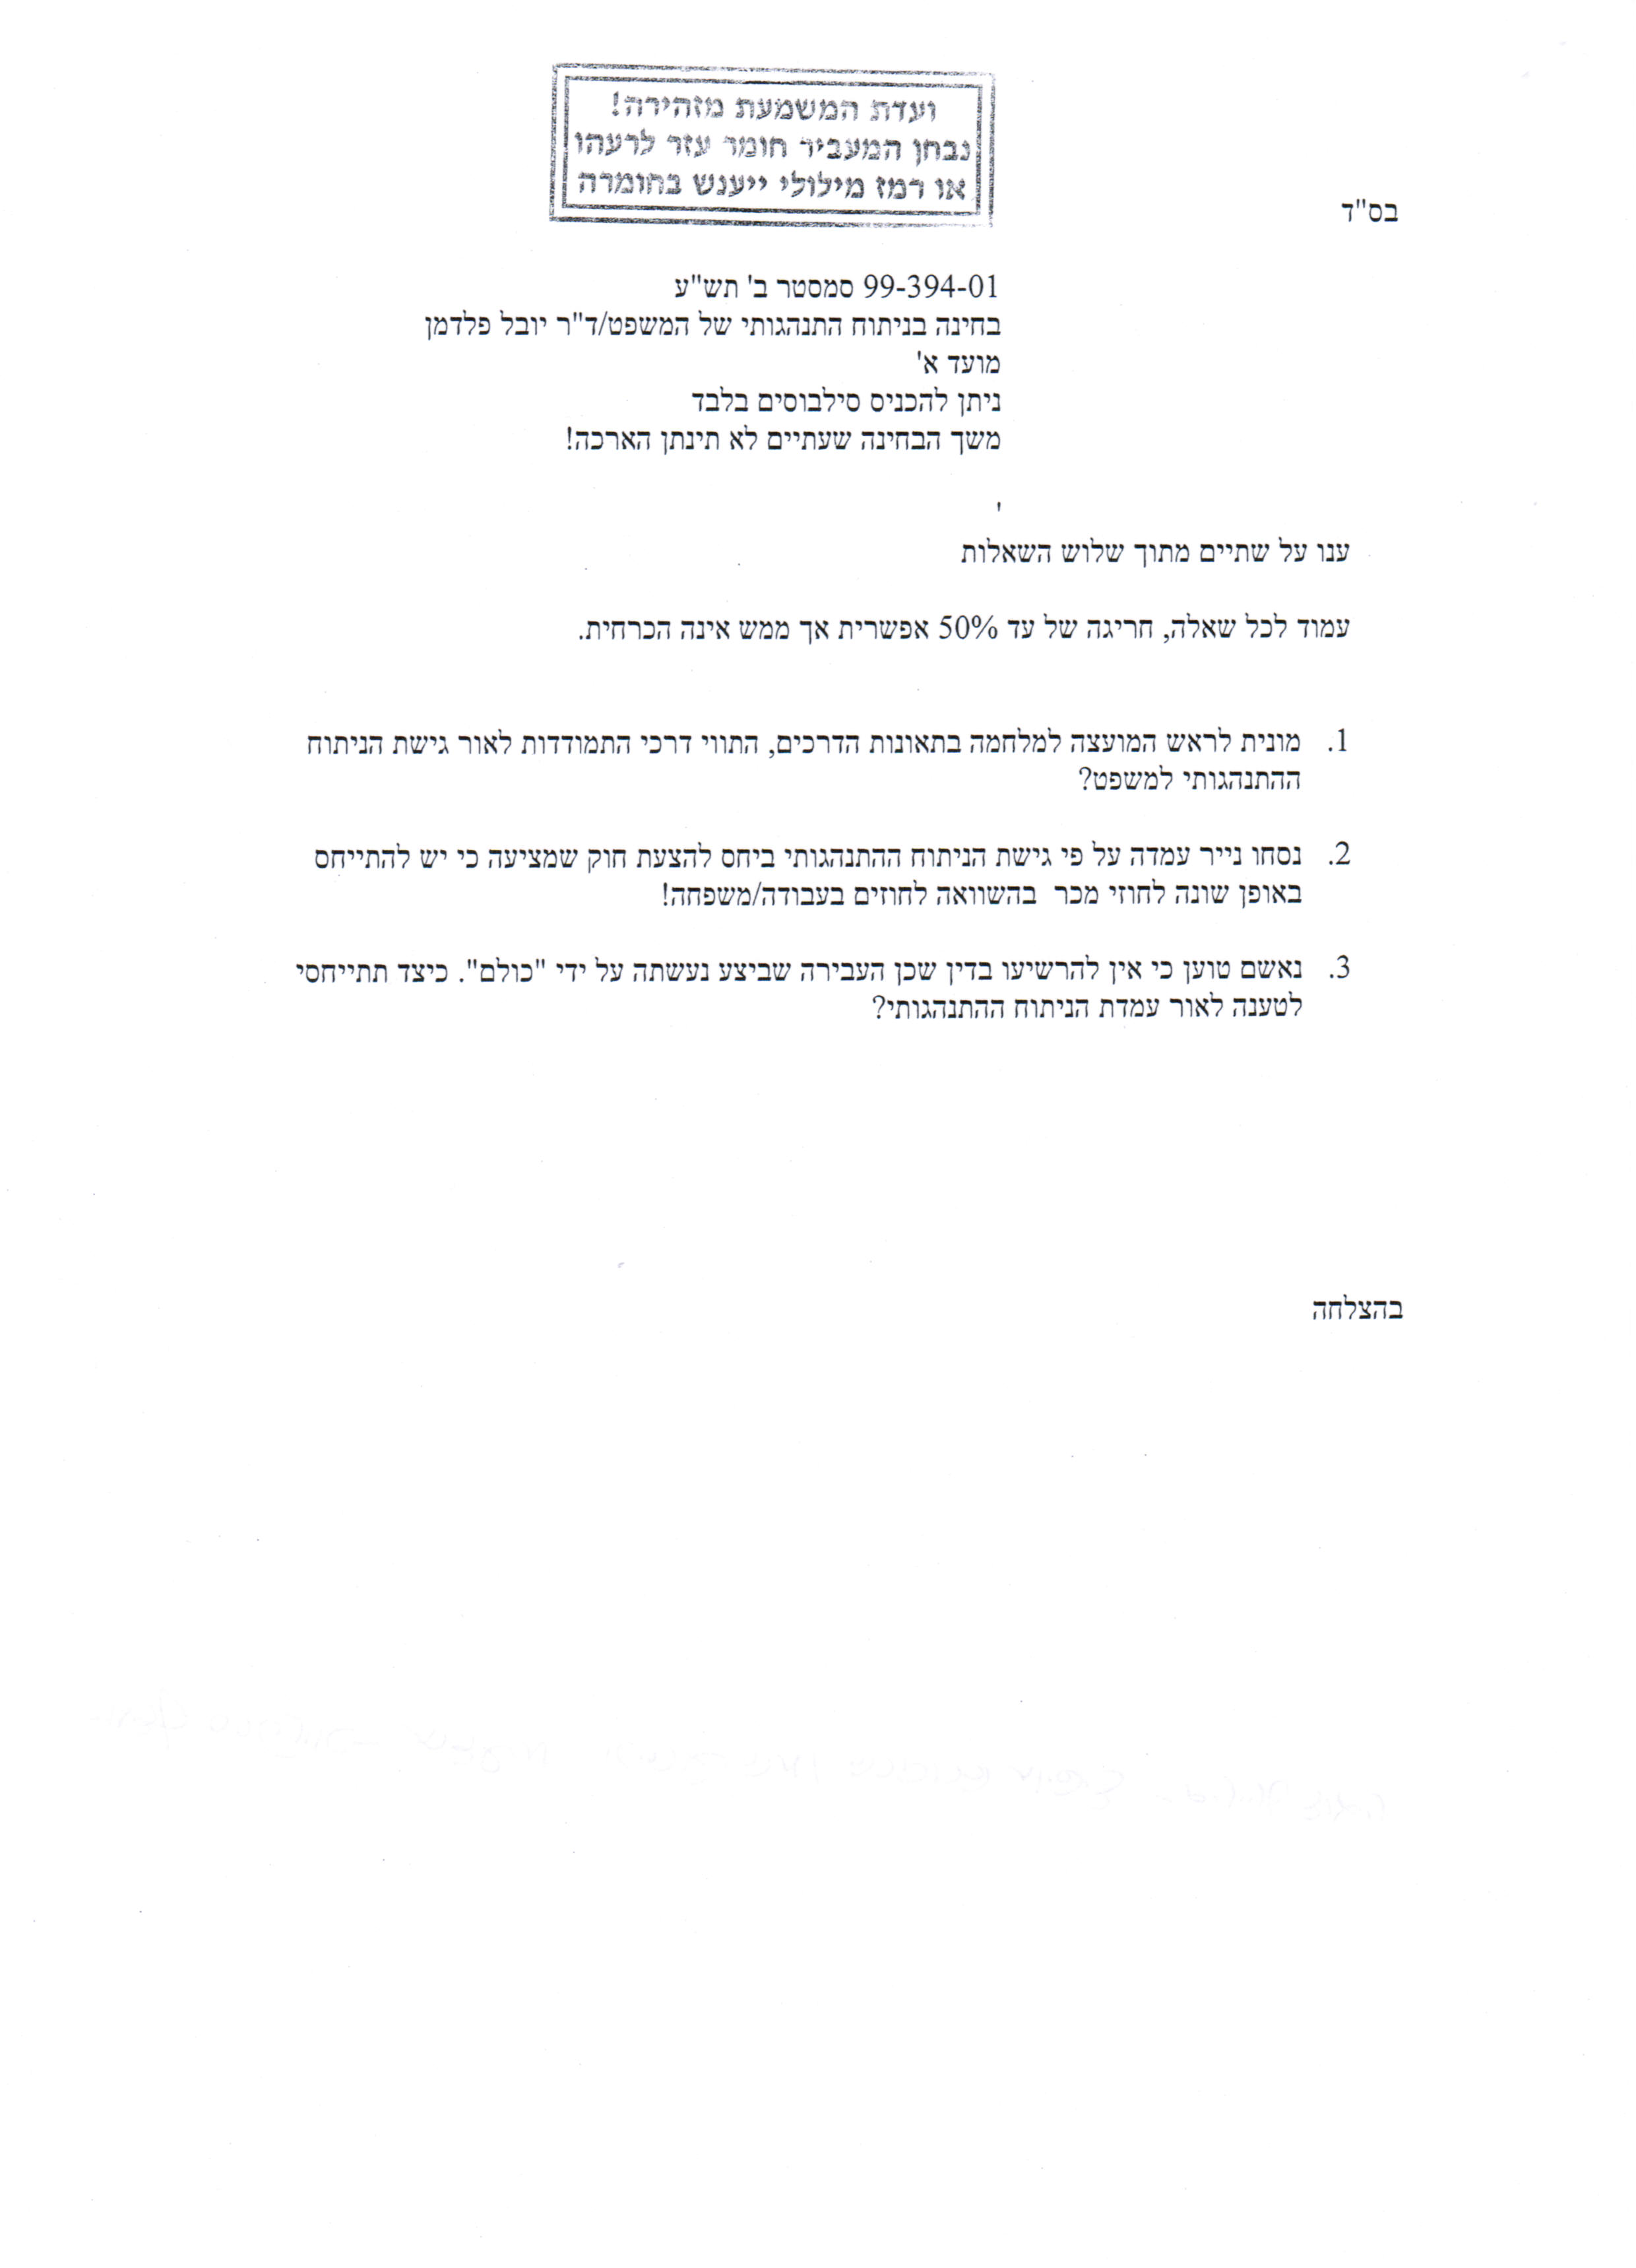 ועדת המשמעת מזהירה!
נבחן המעביר חומר עזר לרעהו
או רמז מילולי ייענש בחומרה
בס"ד
99-394-01 סמסטר ב' תש"ע
בחינה בניתוח התנהגותי של המשפט/ד"ר יובל פלדמן
מועד א'
ניתן להכניס סילבוסים בלבד
משך הבחינה שעתיים לא תינתן הארכה!
'
ענו על שתיים מתוך שלוש השאלות
עמוד לכל שאלה, חריגה של עד 50% אפשרית אך ממש אינה הכרחית.
1. מונית לראש המועצה למלחמה בתאונות הדרכים, התווי דרכי התמודדות לאור גישת הניתוח
ההתנהגותי למשפט?
2. נסחו נייר עמדה על פי גישת הניתוח ההתנהגותי ביחס להצעת חוק שמציעה כי יש להתייחס
באופן שונה לחוזי מכר בהשוואה לחוזים בעבודה/משפחה!
3. נאשם טוען כי אין להרשיעו בדין שכן העבירה שביצע נעשתה על ידי "כולם". כיצד תתייחסי
לטענה לאור עמדת הניתוח ההתנהגותי?
בהצלחה